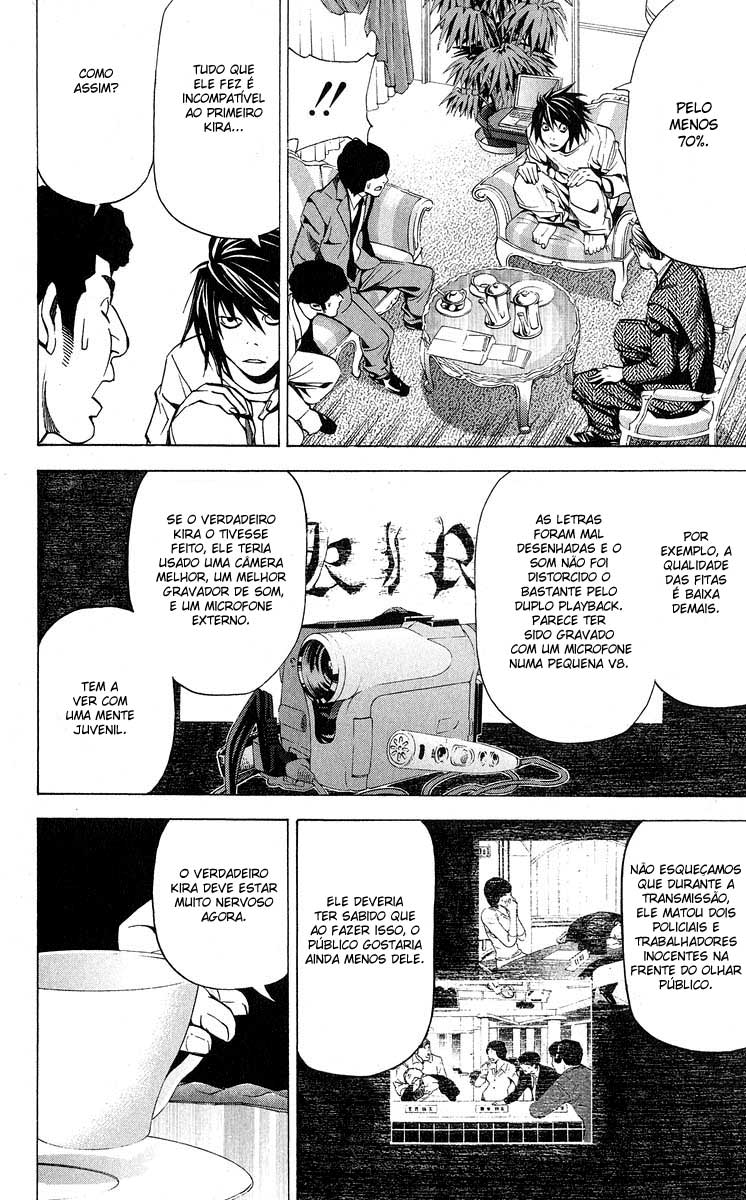 PELO
MENOS
70%.
!!
TUDO QUE
ELE FEZ É
INCOMPATÍVEL
AO PRIMEIRO
KIRA...
COMO
ASSIM?
POR
EXEMPLO, A
QUALIDADE
DAS FITAS
É BAIXA
DEMAIS.
AS LETRAS
FORAM MAL
DESENHADAS E O
SOM NÃO FOI
DISTORCIDO O
BASTANTE PELO
DUPLO PLAYBACK.
PARECE TER
SIDO GRAVADO
COM UM MICROFONE
NUMA PEQUENA V8.
KIR
SE O VERDADEIRO
KIRA O TIVESSE
FEITO, ELE TERIA
USADO UMA CÂMERA
MELHOR, UM MELHOR
GRAVADOR DE SOM,
E UM MICROFONE
EXTERNO.
TEM A
VER COM
UMA MENTE
JUVENIL.
NÃO ESQUEÇAMOS
QUE DURANTE A
TRANSMISSÃO,
ELE MATOU DOIS
POLICIAIS E
TRABALHADORES
INOCENTES NA
FRENTE DO OLHAR
PÚBLICO.
ELE DEVERIA
TER SABIDO QUE
AO FAZER ISSO, O
PÚBLICO GOSTARIA
AINDA MENOS DELE.
O VERDADEIRO
KIRA DEVE ESTAR
MUITO NERVOSO
AGORA.